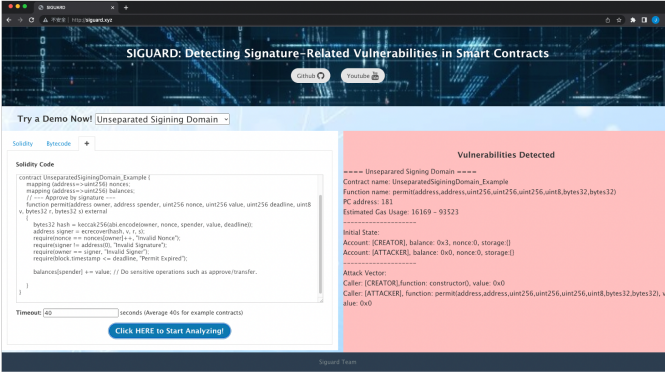 SIGUARD
不安全 | http://siguard.xyz
SIGUARD: Detecting Signature-Related Vulnerabilities in Smart Contracts
Github
Youtube
Try a Demo Now! Unseparated Sigining Domain
Solidity Bytecode +
Solidity Code
contract UnseparatedSiginingDomain_Example {
mapping (address=>uint256) nonces;
mapping (address=>uint256) balances;
// --- Approve by signature ---
function permit(address owner, address spender, uint256 nonce, uint256 value, uint256 deadline, uint8
v, bytes32 r, bytes32 s) external
{
bytes32 hash = keccak256(abi.encode(owner, nonce, spender, value, deadline));
address signer = ecrecover(hash, v, r, s);
require(nonce == nonces[owner]++, "Invalid Nonce");
require(signer != address(0), "Invalid Signature");
require(owner == signer, "Invalid Signer");
require(block.timestamp <= deadline, "Permit Expired");
balances[spender] += value; // Do sensitive operations such as approve/transfer.
}
}
Timeout: 40 seconds (Average 40s for example contracts)
Click HERE to Start Analyzing!
Vulnerabilities Detected
==== Unseparared Signing Domain ====
Contract name: UnseparatedSiginingDomain_Example
Function name: permit(address,address,uint256,uint256,uint256,uint8,bytes32,bytes32)
PC address: 181
Estimated Gas Usage: 16169 - 93523
--------------------
Initial State:
Account: [CREATOR], balance: 0x3, nonce:0, storage:{}
Account: [ATTACKER], balance: 0x0, nonce:0, storage:{}
--------------------
Attack Vector:
Caller: [CREATOR],function: constructor(), value: 0x0
Caller: [ATTACKER], function: permit(address,address,uint256,uint256,uint256,uint8,bytes32,bytes32), v
alue: 0x0
Siguard Team